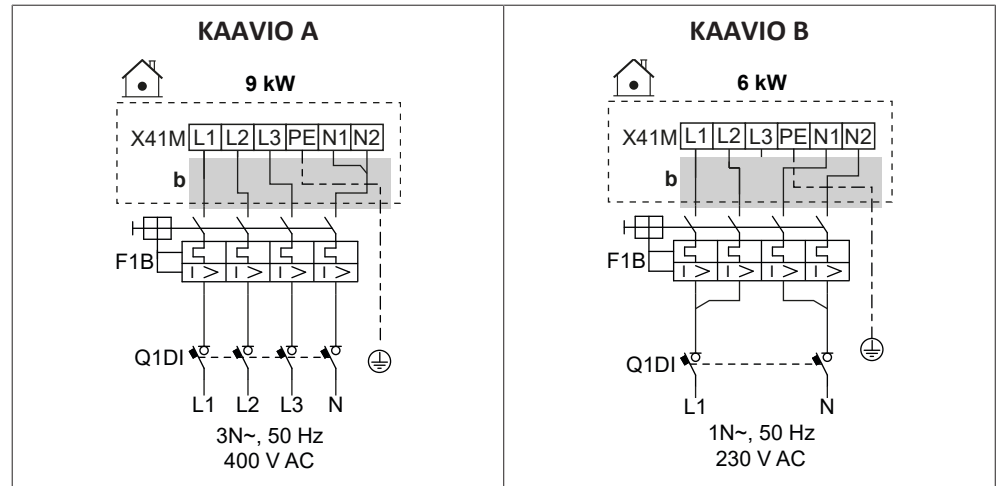 KAAVIO A
9 kW
X41M L1 L2 L3 PE N1 N2
b
F1B
I > I > I > I >
Q1DI
L1 L2 L3 N
3N~, 50 Hz
400 V AC
KAAVIO B
6 kW
X41M L1 L2 L3 PE N1 N2
b
F1B
I > I > I > I >
Q1DI
L1 N
1N~, 50 Hz
230 V AC